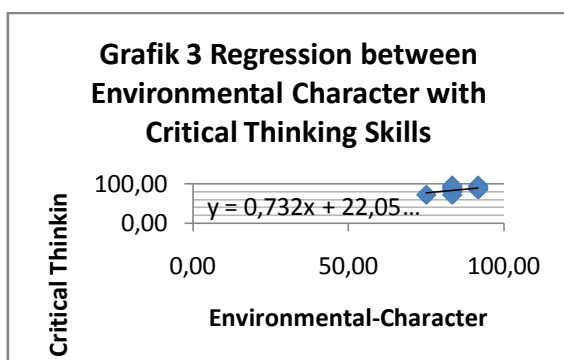 Grafik 3 Regression between
Environmental Character with
Critical Thinking Skills
Critical Thinkin
100,00
0,00
y = 0,732x + 22,05...
0,00 50,00 100,00
Environmental-Character